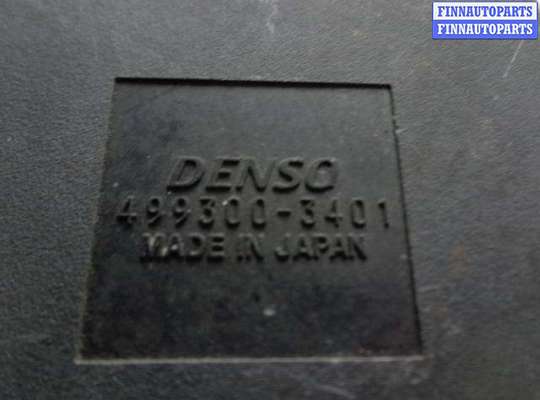 FINNAUTOPARTS
FINNAUTOPARTS
DENSO
499300-3401
MADE IN JAPAN